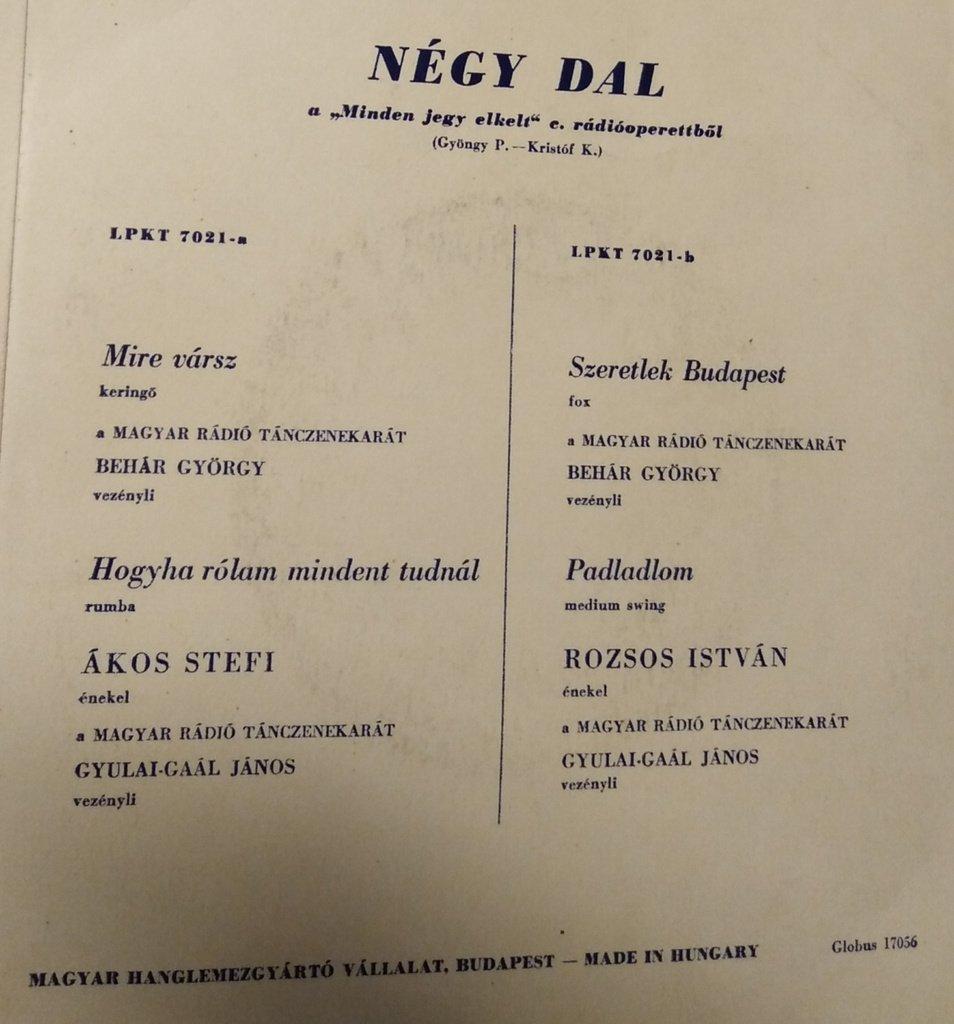 NÉGY DAL
a „Minden jegy elkelt“ c. rádióoperettből
(Gyöngy P. — Kristóf K.)
LPKT 7021-a
Mire vársz
keringő
a MAGYAR RÁDIÓ TÁNCZENEKARÁT
BEHÁR GYÖRGY
vezényli
Hogyha rólam mindent tudnál
rumba
ÁKOS STEFI
énekel
a MAGYAR RÁDIÓ TÁNCZENEKARÁT
GYULAI-GAÁL JÁNOS
vezényli
LPKT 7021-b
Szeretlek Budapest
fox
a MAGYAR RÁDIÓ TÁNCZENEKARÁT
BEHÁR GYÖRGY
vezényli
Padladlom
medium swing
ROZSOS ISTVÁN
énekel
a MAGYAR RÁDIÓ TÁNCZENEKARÁT
GYULAI-GAÁL JÁNOS
vezényli
MAGYAR HANGLEMEZGYÁRTÓ VÁLLALAT, BUDAPEST — MADE IN HUNGARY
Globus 17056